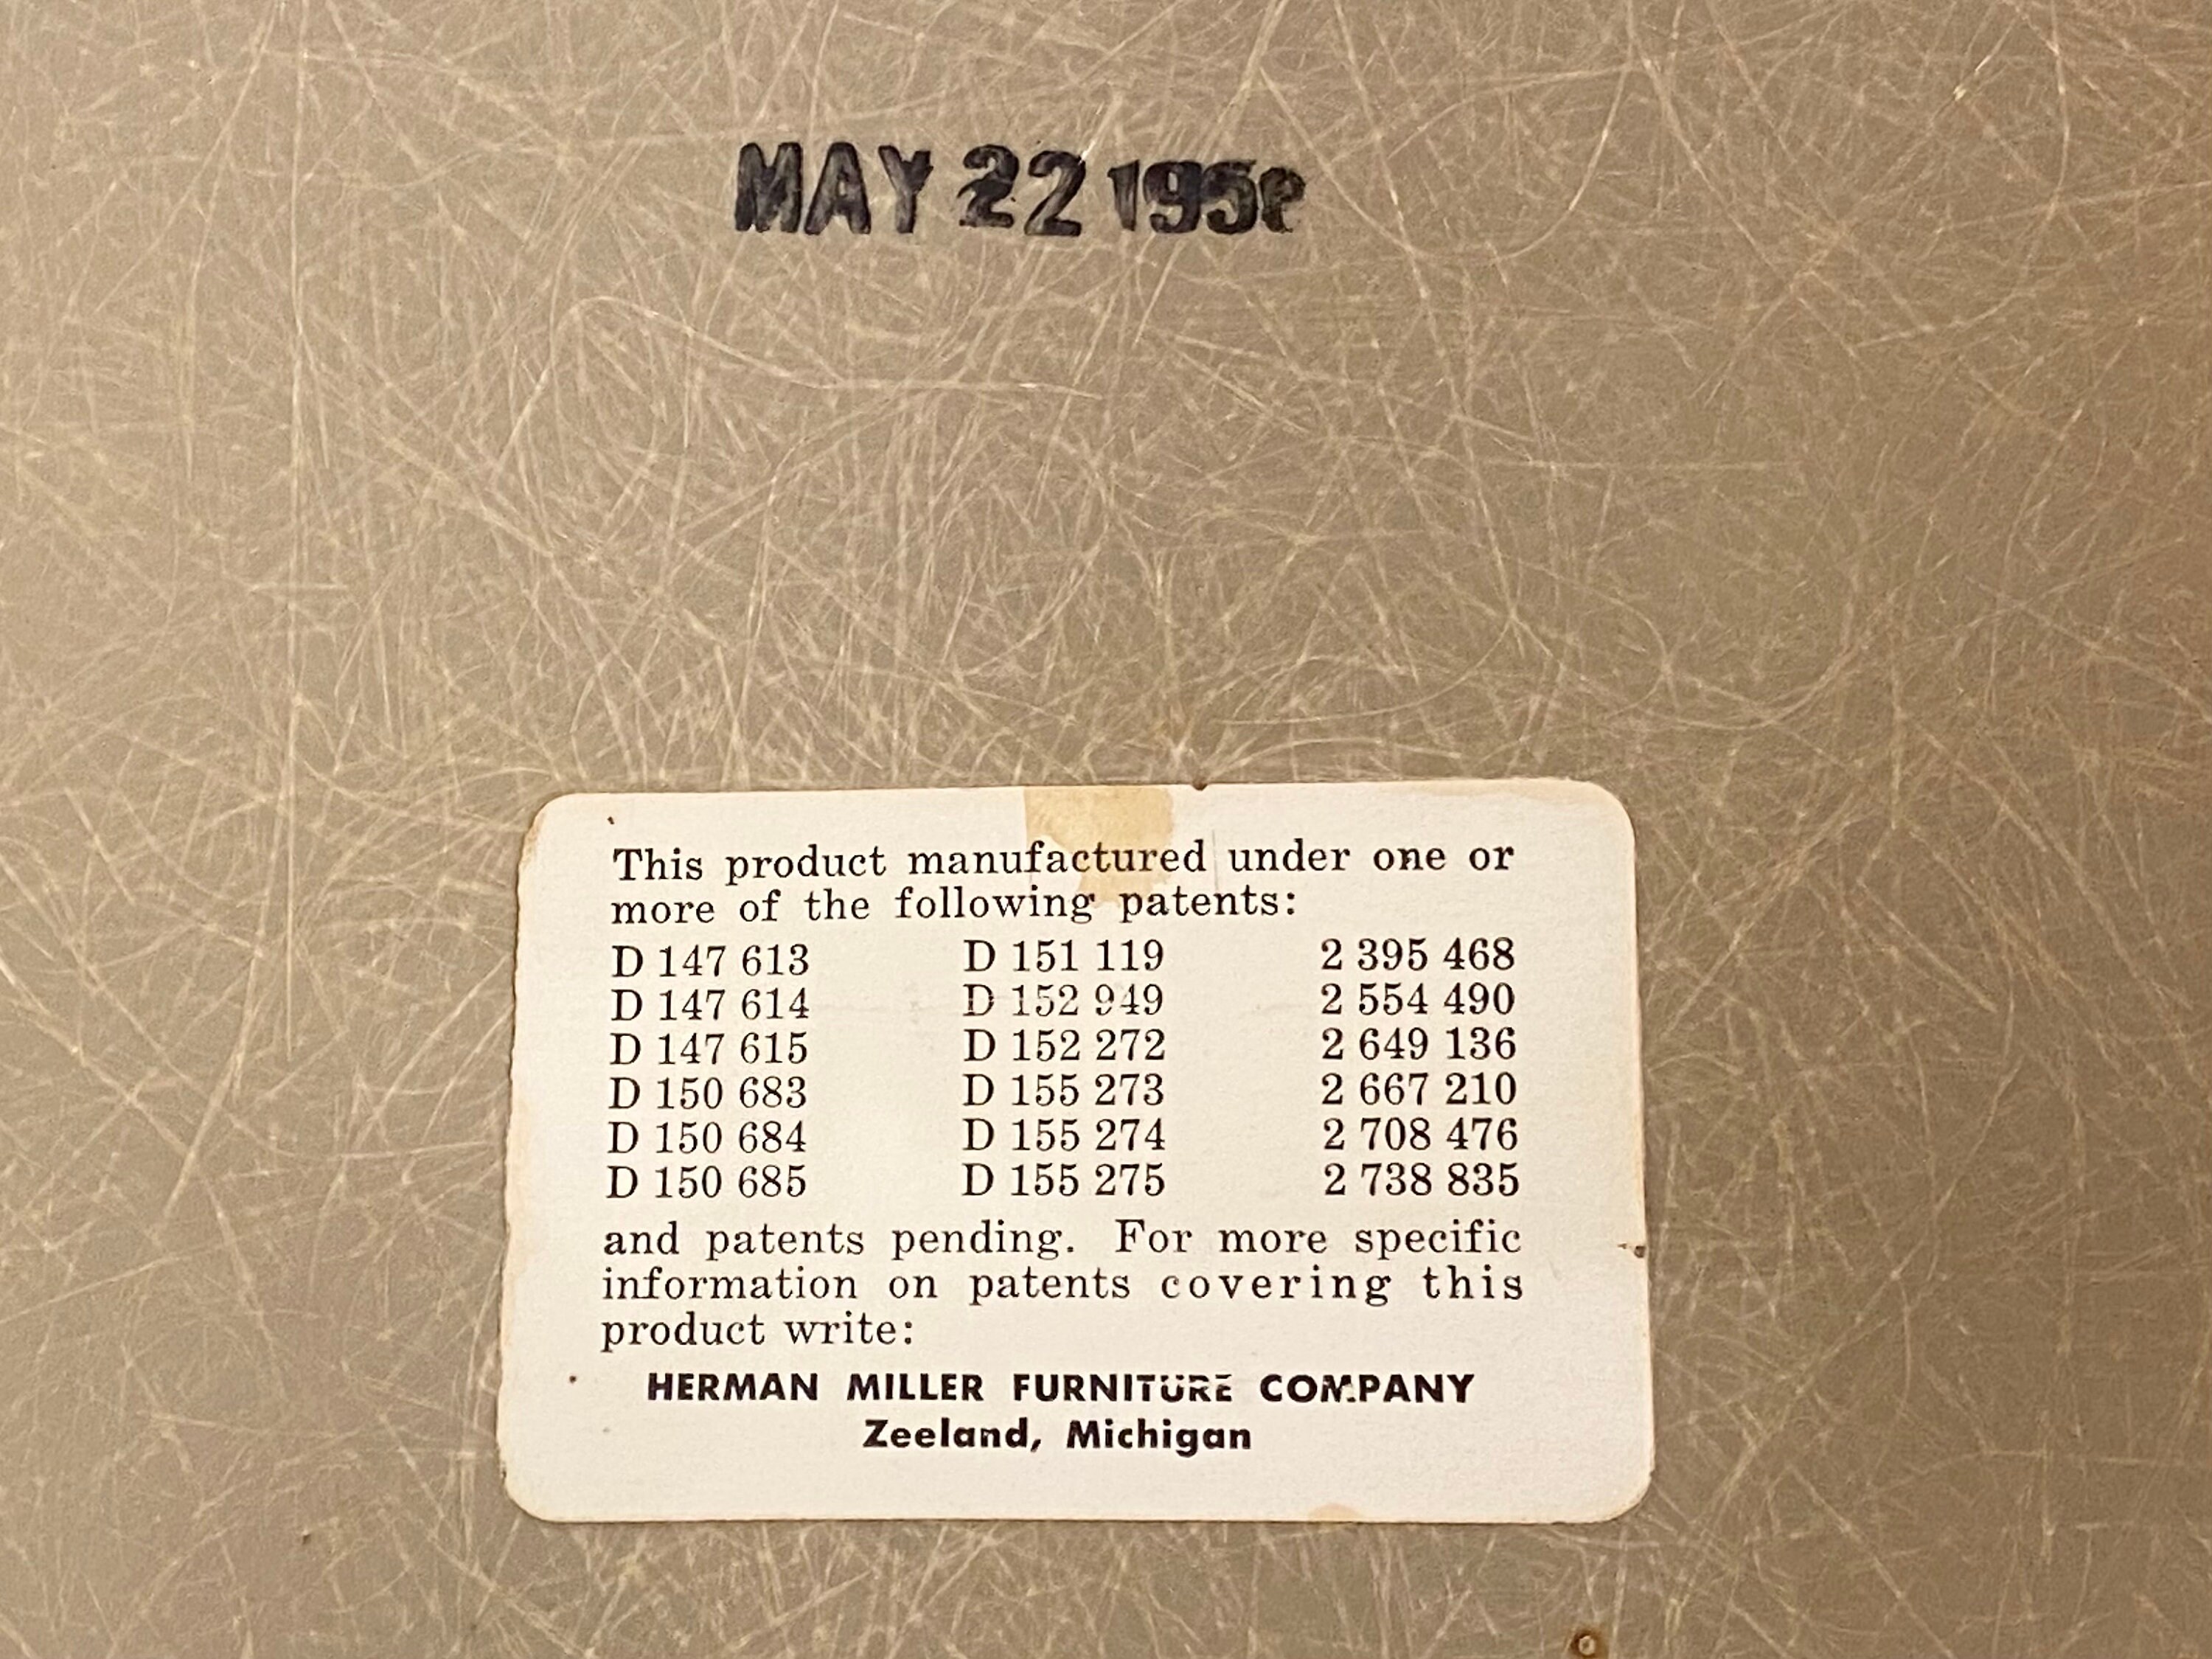 MAY 22 195
This product manufactured under one or
more of the following patents:
D 147 613 D 151 119 2 395 468
D 147 614 D 152 949 2 554 490
D 147 615 D 152 272 2 649 136
D 150 683 D 155 273 2 667 210
D 150 684 D 155 274 2 708 476
D 150 685 D 155 275 2 738 835
and patents pending. For more specific
information on patents covering this
product write:
HERMAN MILLER FURNITURE COMPANY
Zeeland, Michigan